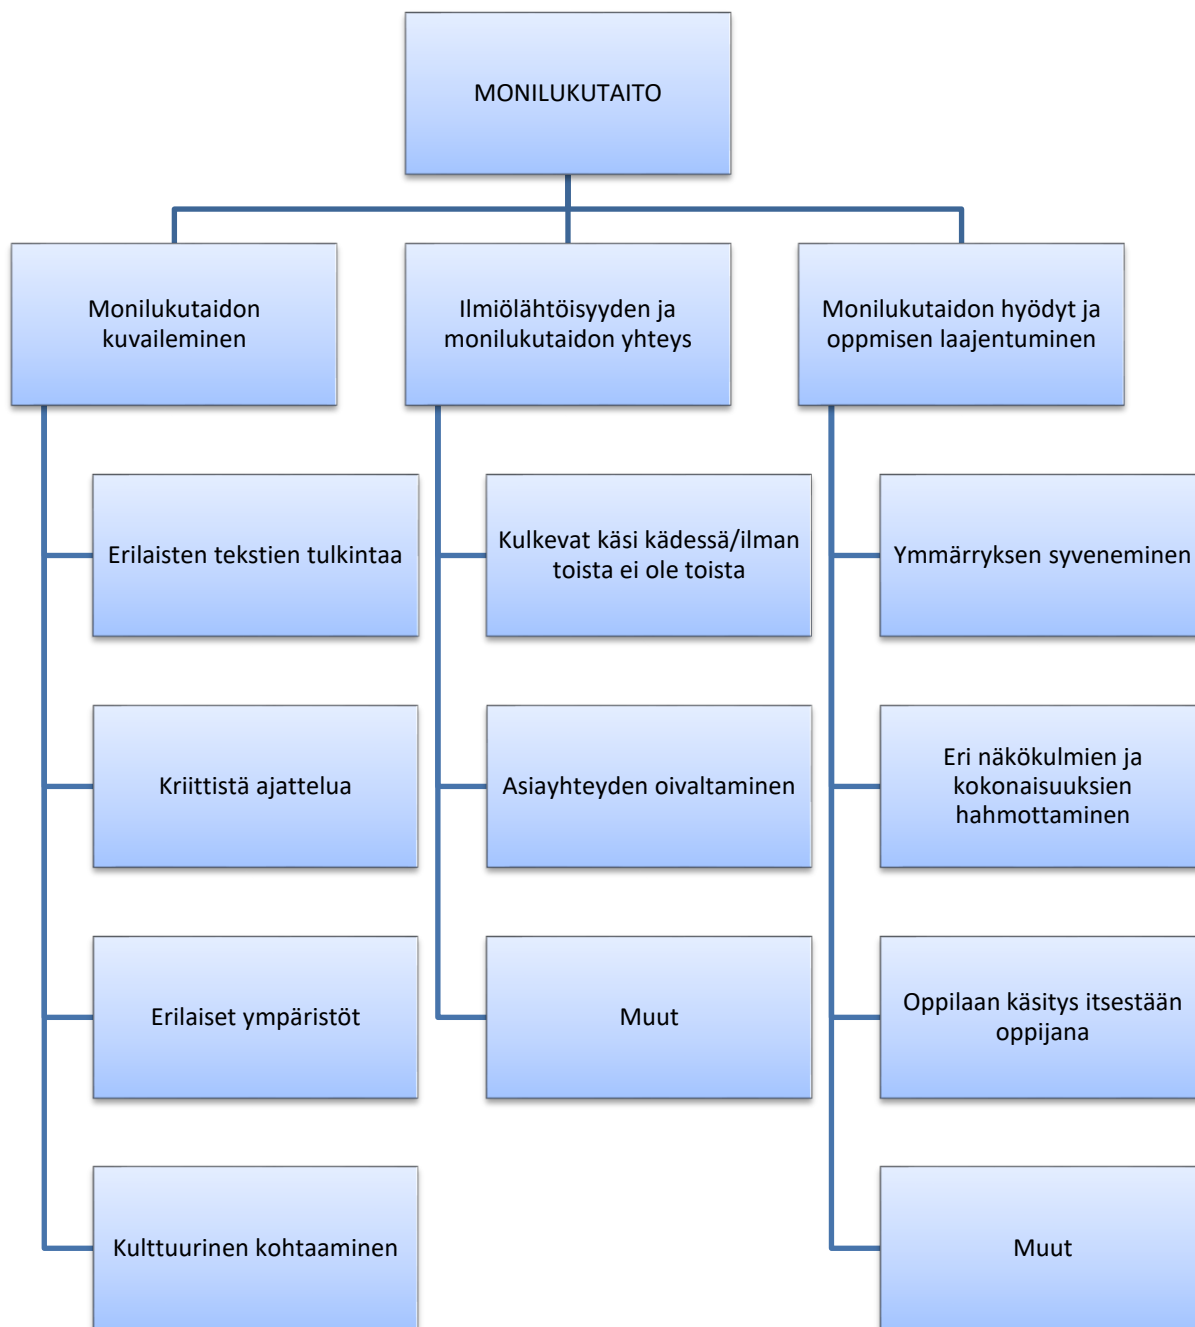 MONILUKUTAITO
Monilukutaidon
kuvaileminen
Ilmiölähtöisyyden ja
monilukutaidon yhteys
Monilukutaidon hyödyt ja
oppmisen laajentuminen
Erilaisten tekstien tulkintaa
Kriittistä ajattelua
Erilaiset ympäristöt
Kulttuurinen kohtaaminen
Kulkevat käsi kädessä/ilman
toista ei ole toista
Asiayhteyden oivaltaminen
Muut
Ymmärryksen syveneminen
Eri näkökulmien ja
kokonaisuuksien
hahmottaminen
Oppilaan käsitys itsestään
oppijana
Muut